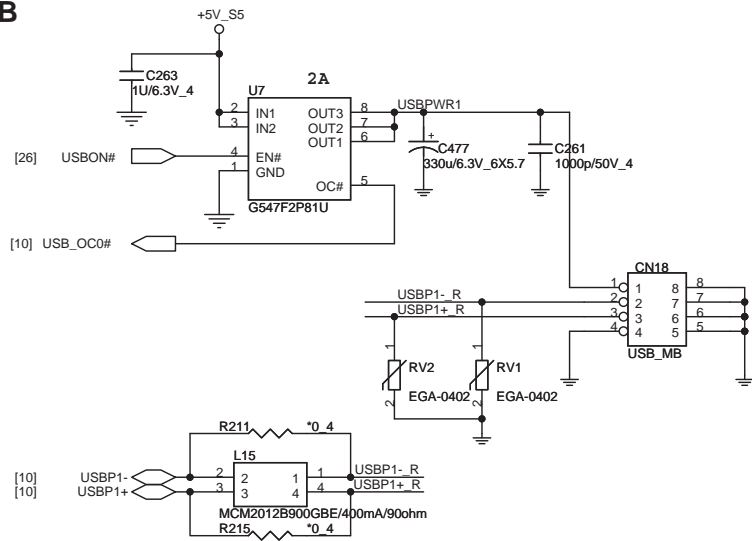 B
+5V_S5
C263
1U/6.3V_4
U7
2A
2 IN1 OUT3 8 USBPWR1
3 IN2 OUT2 7
OUT1 6
[26] USBON# 4 EN#
1 GND
OC# 5
G547F2P81U
+
C477
330u/6.3V_6X5.7
C261
1000p/50V_4
[10] USB_OC0#
CN18
1 1 8 8
USBP1-_R 2 2 7 7
USBP1+_R 3 3 6 6
4 4 5 5
USB_MB
1 1
RV2 RV1
2 EGA-0402 2 EGA-0402
R211 *0_4
L15
[10] USBP1- 2 2 1 1 USBP1-_R
[10] USBP1+ 3 3 4 4 USBP1+_R
MCM2012B900GBE/400mA/90ohm
R215 *0_4